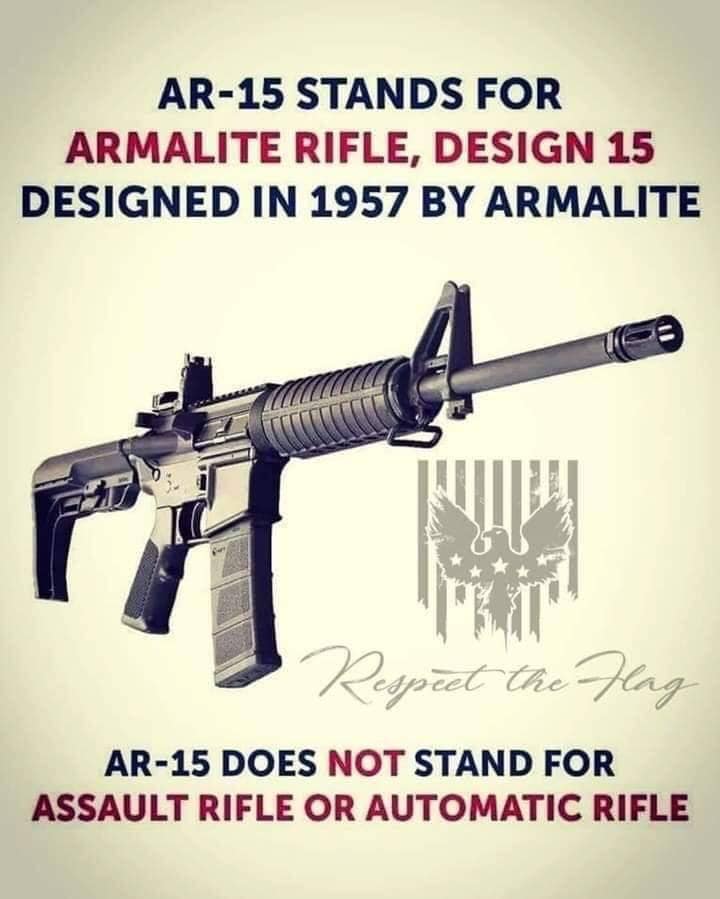 AR-15 STANDS FOR
ARMALITE RIFLE, DESIGN 15
DESIGNED IN 1957 BY ARMALITE
Respect the Flag
AR-15 DOES NOT STAND FOR
ASSAULT RIFLE OR AUTOMATIC RIFLE